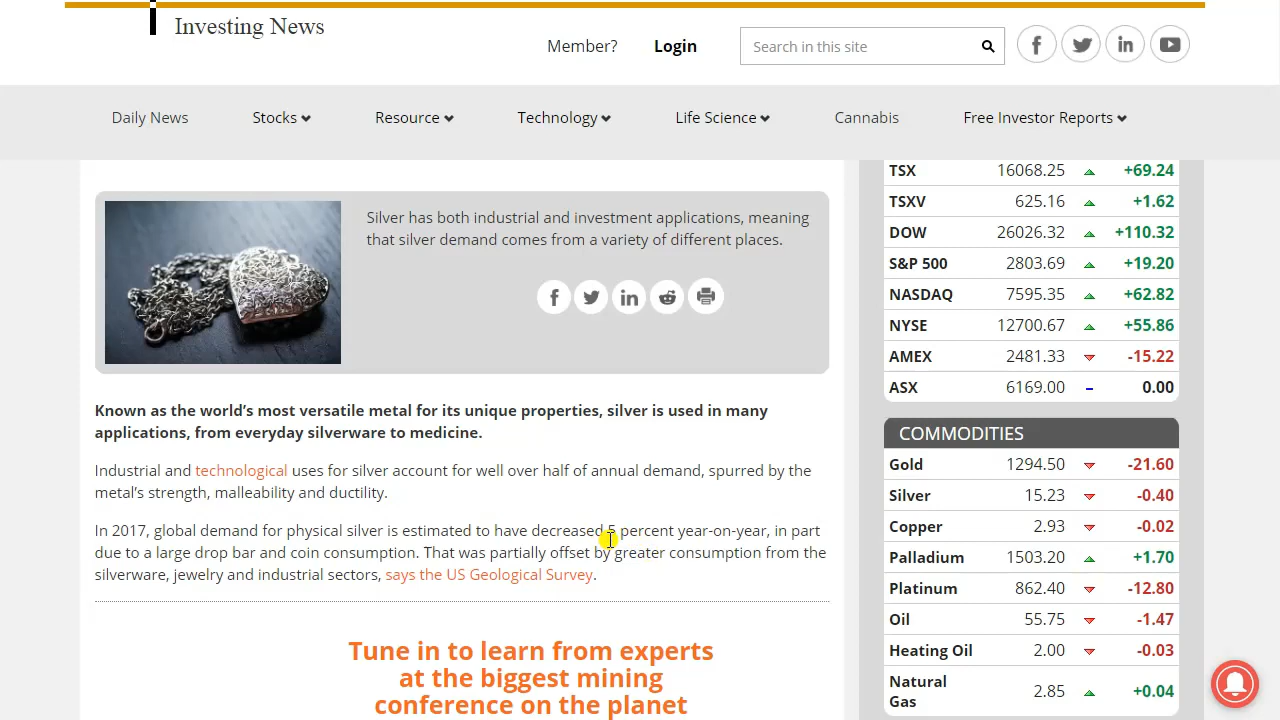 Investing News
Member?
Login
Search in this site
Daily News
Stocks
Resource
Technology
Life Science
Cannabis
Free Investor Reports
Silver has both industrial and investment applications, meaning
that silver demand comes from a variety of different places.
Known as the world's most versatile metal for its unique properties, silver is used in many
applications, from everyday silverware to medicine.
Industrial and technological uses for silver account for well over half of annual demand, spurred by the
metal's strength, malleability and ductility.
In 2017, global demand for physical silver is estimated to have decreased 5 percent year-on-year, in part
due to a large drop bar and coin consumption. That was partially offset by greater consumption from the
silverware, jewelry and industrial sectors, says the US Geological Survey.
Tune in to learn from experts
at the biggest mining
conference on the planet
TSX 16068.25 +69.24
TSXV 625.16 +1.62
DOW 26026.32 +110.32
S&P 500 2803.69 +19.20
NASDAQ 7595.35 +62.82
NYSE 12700.67 +55.86
AMEX 2481.33 -15.22
ASX 6169.00 0.00
COMMODITIES
Gold 1294.50 -21.60
Silver 15.23 -0.40
Copper 2.93 -0.02
Palladium 1503.20 +1.70
Platinum 862.40 -12.80
Oil 55.75 -1.47
Heating Oil 2.00 -0.03
Natural
Gas 2.85 +0.04